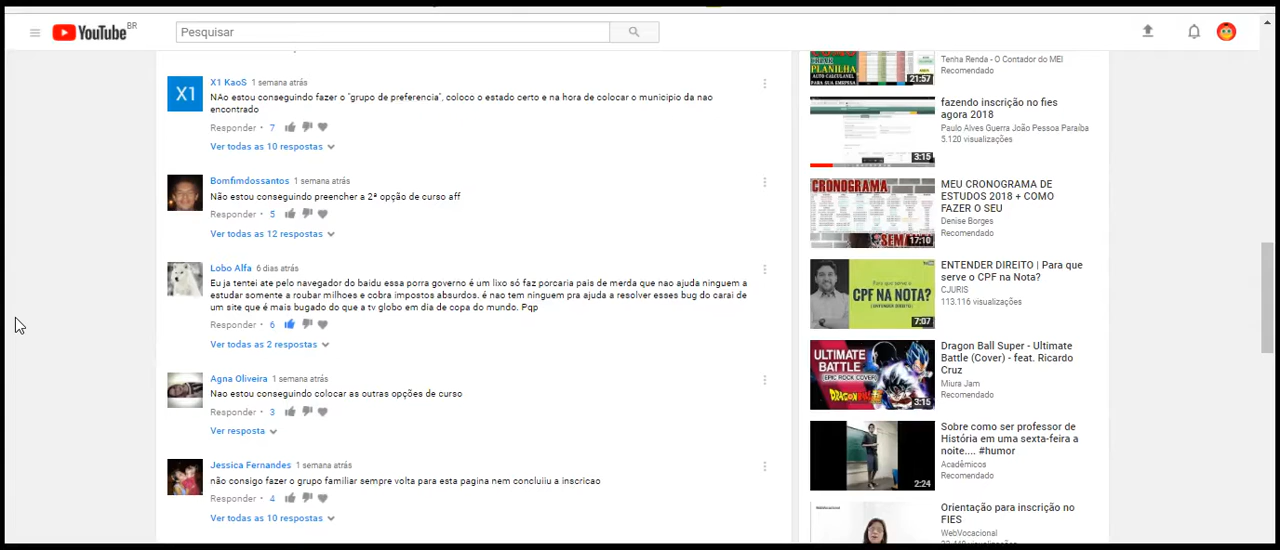 YouTube BR
Pesquisar
X1
X1 KaoS 1 semana atrás
NAo estou conseguindo fazer o "grupo de preferencia", coloco o estado certo e na hora de colocar o municipio da nao
encontrado
Responder · 7
Ver todas as 10 respostas
Bomfimdossantos 1 semana atrás
Não estou conseguindo preencher a 2ª opção de curso aff
Responder · 5
Ver todas as 12 respostas
Lobo Alfa 6 dias atrás
Eu ja tentei ate pelo navegador do baidu essa porra governo é um lixo só faz porcaria pais de merda que nao ajuda ninguem a
estudar somente a roubar milhoes e cobra impostos absurdos. é nao tem ninguem pra ajuda a resolver esses bug do carai de
um site que é mais bugado do que a tv globo em dia de copa do mundo. Pqp
Responder · 6
Ver todas as 2 respostas
Agna Oliveira 1 semana atrás
Nao estou conseguindo colocar as outras opções de curso
Responder · 3
Ver resposta
Jessica Fernandes 1 semana atrás
não consigo fazer o grupo familiar sempre volta para esta pagina nem concluiiu a inscricao
Responder · 4
Ver todas as 10 respostas
PLANILHA
21:57
Tenha Renda - O Contador do MEI
Recomendado
3:15
fazendo inscrição no fies
agora 2018
Paulo Alves Guerra João Pessoa Paraíba
5.120 visualizações
CRONOGRAMA
17:10
MEU CRONOGRAMA DE
ESTUDOS 2018 + COMO
FAZER O SEU
Denise Borges
Recomendado
Para que serve o
CPF NA NOTA?
7:07
ENTENDER DIREITO | Para que
serve o CPF na Nota?
CJURIS
113.116 visualizações
ULTIMATE
BATTLE
(EPIC ROCK COVER)
3:15
Dragon Ball Super - Ultimate
Battle (Cover) - feat. Ricardo
Cruz
Miura Jam
Recomendado
2:24
Sobre como ser professor de
História em uma sexta-feira a
noite.... #humor
Acadêmicos
Recomendado
WebVocacional
Orientação para inscrição no
FIES
WebVocacional